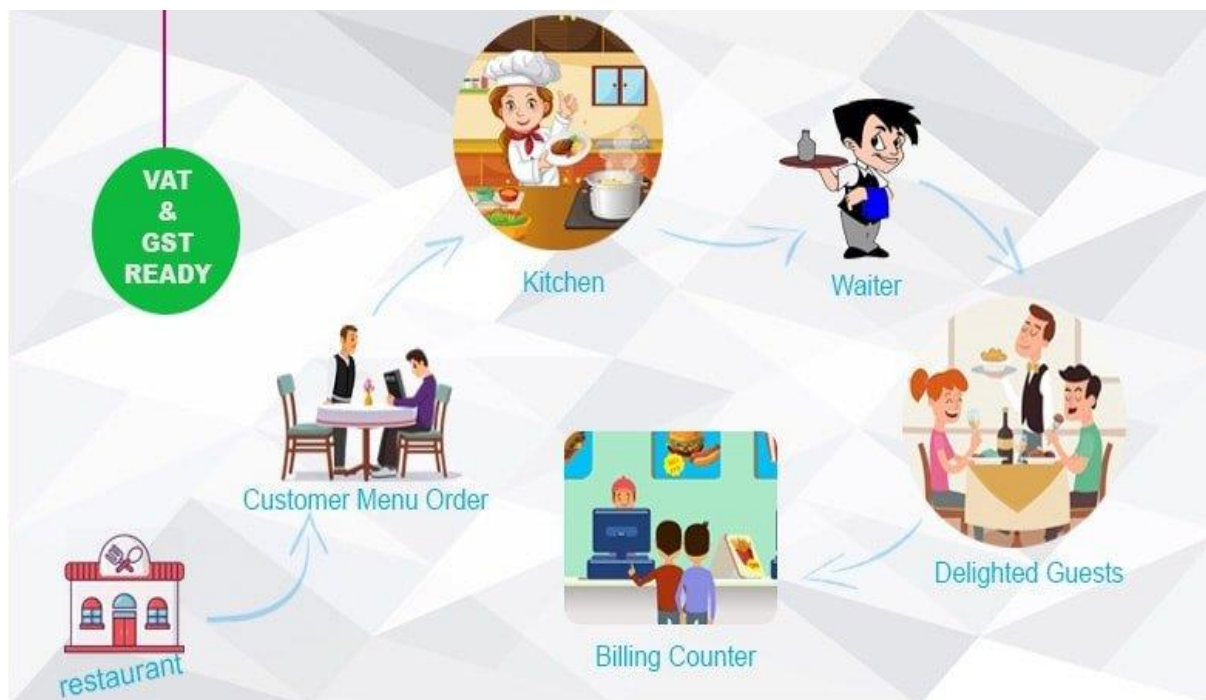 VAT
&
GST
READY
Kitchen
Waiter
Customer Menu Order
Delighted Guests
Billing Counter
restaurant